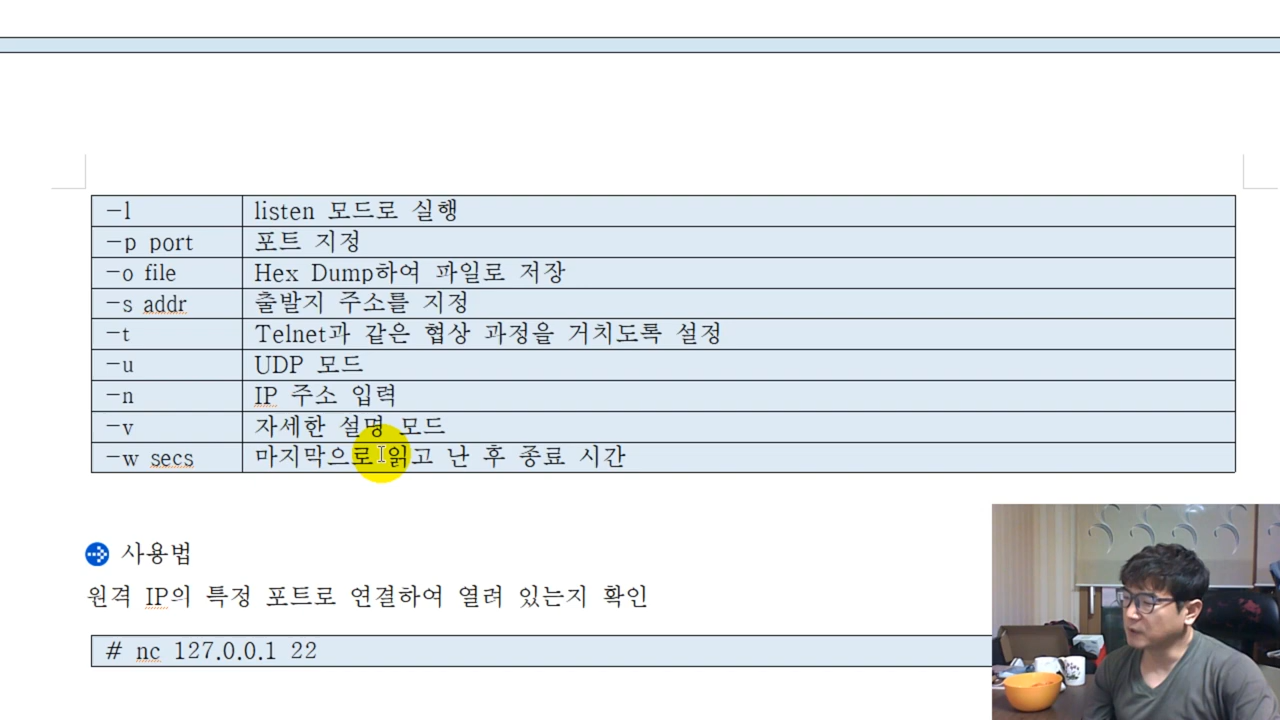 -l listen 모드로 실행
-p port 포트 지정
-o file Hex Dump하여 파일로 저장
-s addr 출발지 주소를 지정
-t Telnet과 같은 협상 과정을 거치도록 설정
-u UDP 모드
-n IP 주소 입력
-v 자세한 설명 모드
-w secs 마지막으로 읽고 난 후 종료 시간
사용법
원격 IP의 특정 포트로 연결하여 열려 있는지 확인
# nc 127.0.0.1 22